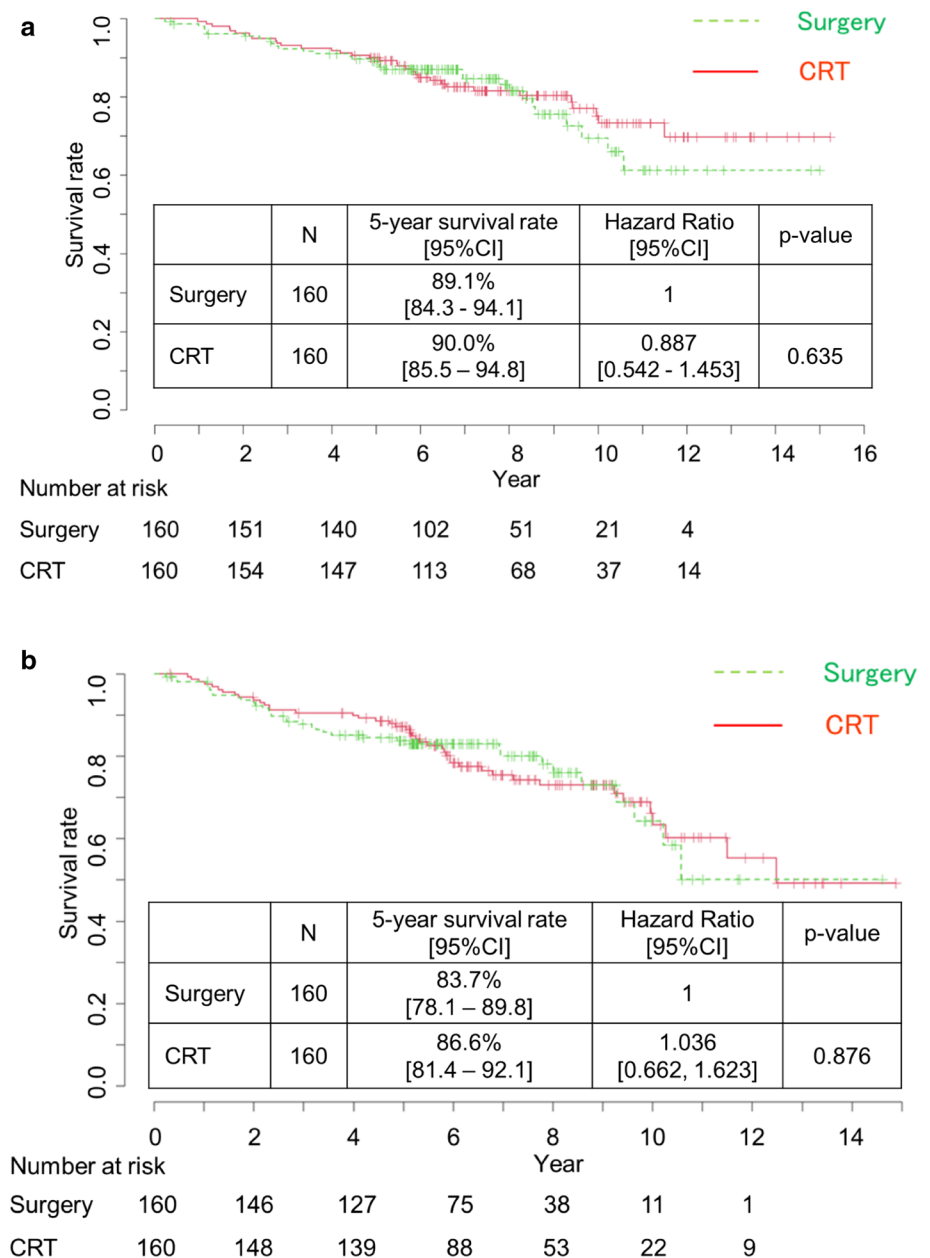 a
Surgery
CRT
Survival rate
1.0
0.8
0.6
0.4
0.2
0.0
N 5-year survival rate [95%CI] Hazard Ratio [95%CI] p-value
Surgery 160 89.1% [84.3 - 94.1] 1
CRT 160 90.0% [85.5 – 94.8] 0.887 [0.542 - 1.453] 0.635
0 2 4 6 8 10 12 14 16
Year
Number at risk
Surgery 160 151 140 102 51 21 4
CRT 160 154 147 113 68 37 14
b
Surgery
CRT
Survival rate
1.0
0.8
0.6
0.4
0.2
0.0
N 5-year survival rate [95%CI] Hazard Ratio [95%CI] p-value
Surgery 160 83.7% [78.1 – 89.8] 1
CRT 160 86.6% [81.4 – 92.1] 1.036 [0.662, 1.623] 0.876
0 2 4 6 8 10 12 14
Year
Number at risk
Surgery 160 146 127 75 38 11 1
CRT 160 148 139 88 53 22 9